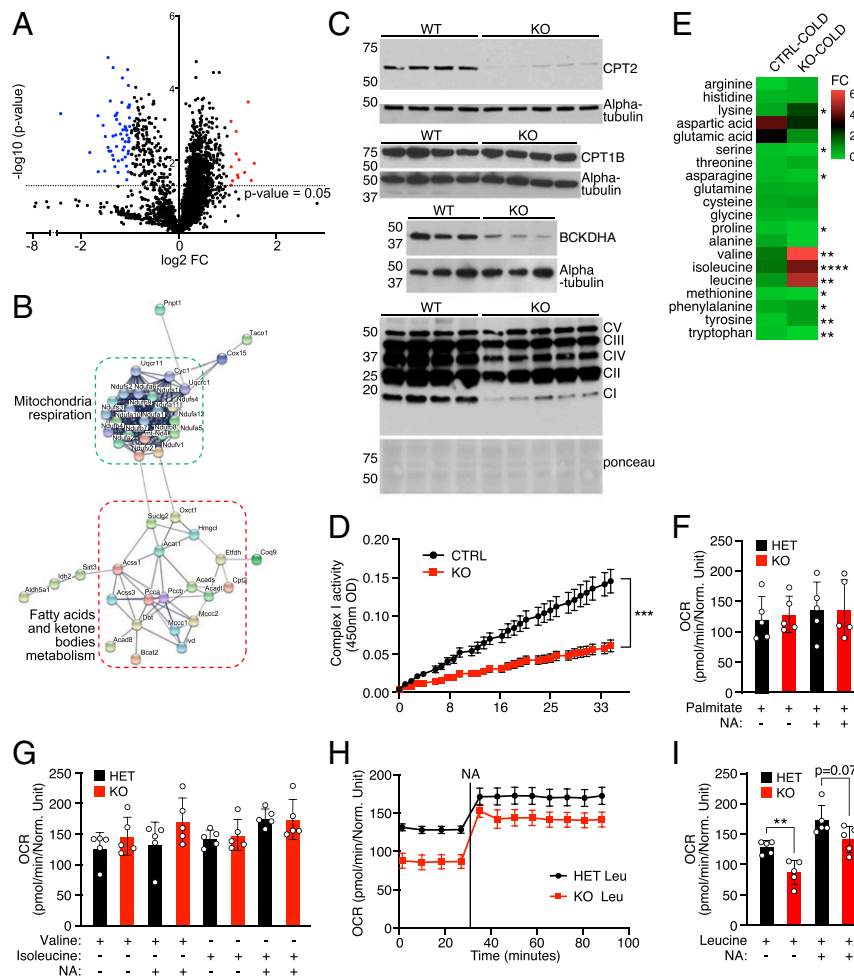 A
-log10 (p-value)
6
4
2
0
p-value = 0.05
-8
-2
0
2
log2 FC
B
Pnpt1
Taco1
Cox15
Uqcr11
Cyc1
Uqcrc1
Ndufs4
Ndufa11
Ndufa12
Ndufa5
Ndufv1
Ndufv2
Mitochondria
respiration
Suclg2
Oxct1
Hmgcl
Acat1
Etfdh
Coq9
Sirt3
Idh2
Aldh5a1
Acss1
Acads
Acadl
Cpt2
Acss3
Pcca
Pccb
Mccc2
Mccc1
Dbt
Ivd
Acad8
Bcat2
Fatty acids
and ketone
bodies
metabolism
C
WT
KO
75
50
CPT2
50
Alpha-
tubulin
WT
KO
75
50
CPT1B
50
37
Alpha-
tubulin
WT
KO
50
37
BCKDHA
50
37
Alpha
-tubulin
WT
KO
50
37
25
20
CV
CIII
CIV
CII
CI
75
50
ponceau
D
CTRL
KO
Complex I activity
(450nm OD)
0.20
0.15
0.10
0.05
0.00
***
0
8
16
23
33
E
CTRL-COLD
KO-COLD
FC
6
4
2
0
arginine
histidine
lysine *
aspartic acid
glutamic acid
serine *
threonine
asparagine *
glutamine
cysteine
glycine
proline *
alanine
valine **
isoleucine ****
leucine **
methionine *
phenylalanine *
tyrosine **
tryptophan **
F
HET
KO
OCR
(pmol/min/Norm. Unit)
250
200
150
100
50
0
Palmitate + + + +
NA: - - + +
G
HET
KO
OCR
(pmol/min/Norm. Unit)
250
200
150
100
50
0
Valine: + + + + - - - -
Isoleucine: - - - - + + + +
NA: - - + + - - + +
H
NA
OCR (pmol/min/Norm. Unit)
200
150
100
50
0
HET Leu
KO Leu
0
20
40
60
80
100
Time (minutes)
I
HET
KO
p=0.07
**
OCR
(pmol/min/Norm. Unit)
250
200
150
100
50
0
Leucine + + + +
NA: - - + +